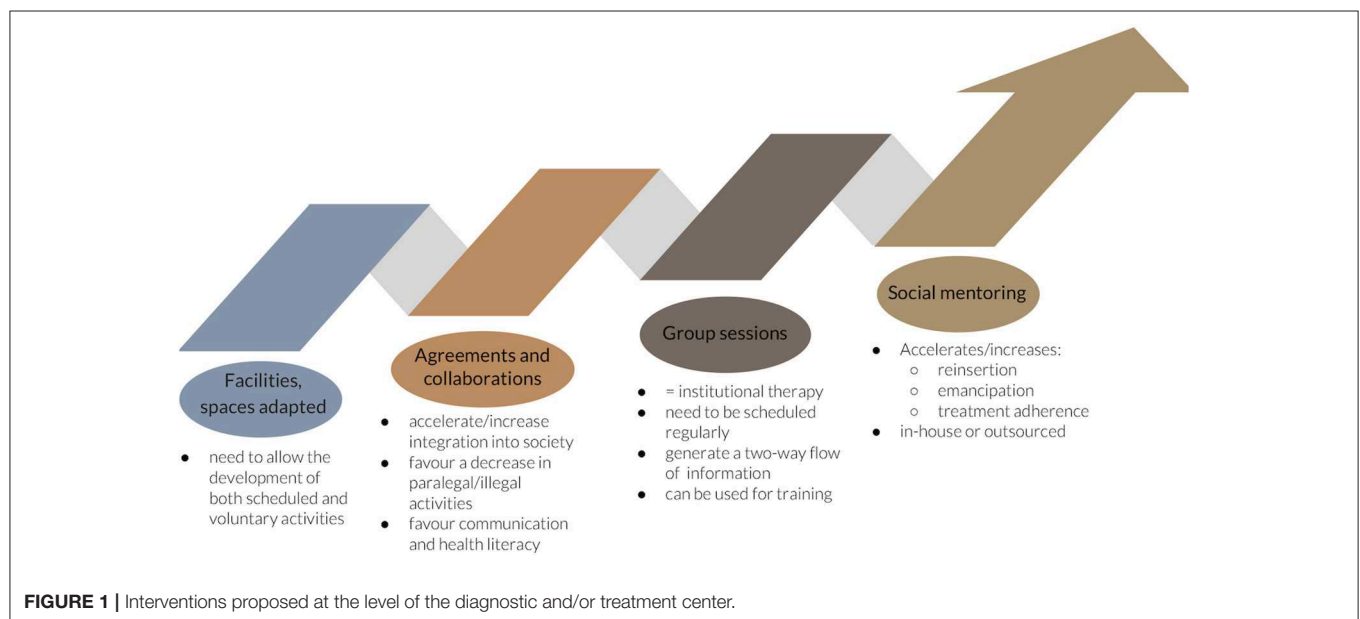 Facilities,
spaces adapted
● need to allow the
development of
both scheduled and
voluntary activities
Agreements and
collaborations
● accelerate/increase
integration into society
● favour a decrease in
paralegal/illegal
activities
● favour communication
and health literacy
Group sessions
● = institutional therapy
● need to be scheduled
regularly
● generate a two-way flow
of information
● can be used for training
Social mentoring
● Accelerates/increases:
○ reinsertion
○ emancipation
○ treatment adherence
● in-house or outsourced
FIGURE 1 | Interventions proposed at the level of the diagnostic and/or treatment center.